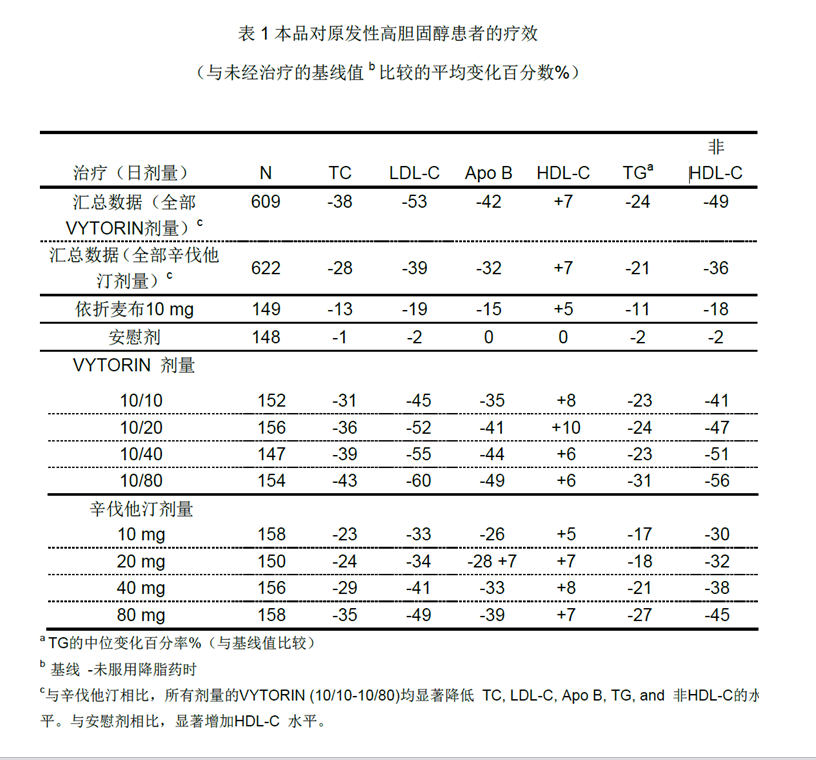 表 1 本品对原发性高胆固醇患者的疗效
（与未经治疗的基线值 b 比较的平均变化百分数%）
非
治疗（日剂量） N TC LDL-C Apo B HDL-C TGa HDL-C
汇总数据（全部 609 -38 -53 -42 +7 -24 -49
VYTORIN剂量）c
汇总数据（全部辛伐他
622 -28 -39 -32 +7 -21 -36
汀剂量）c
依折麦布10 mg 149 -13 -19 -15 +5 -11 -18
安慰剂 148 -1 -2 0 0 -2 -2
VYTORIN 剂量
10/10 152 -31 -45 -35 +8 -23 -41
10/20 156 -36 -52 -41 +10 -24 -47
10/40 147 -39 -55 -44 +6 -23 -51
10/80 154 -43 -60 -49 +6 -31 -56
辛伐他汀剂量
10 mg 158 -23 -33 -26 +5 -17 -30
20 mg 150 -24 -34 -28 +7 +7 -18 -32
40 mg 156 -29 -41 -33 +8 -21 -38
80 mg 158 -35 -49 -39 +7 -27 -45
a TG的中位变化百分率%（与基线值比较）
b 基线 -未服用降脂药时
c与辛伐他汀相比，所有剂量的VYTORIN (10/10-10/80)均显著降低 TC, LDL-C, Apo B, TG, and 非HDL-C的水
平。与安慰剂相比，显著增加HDL-C 水平。